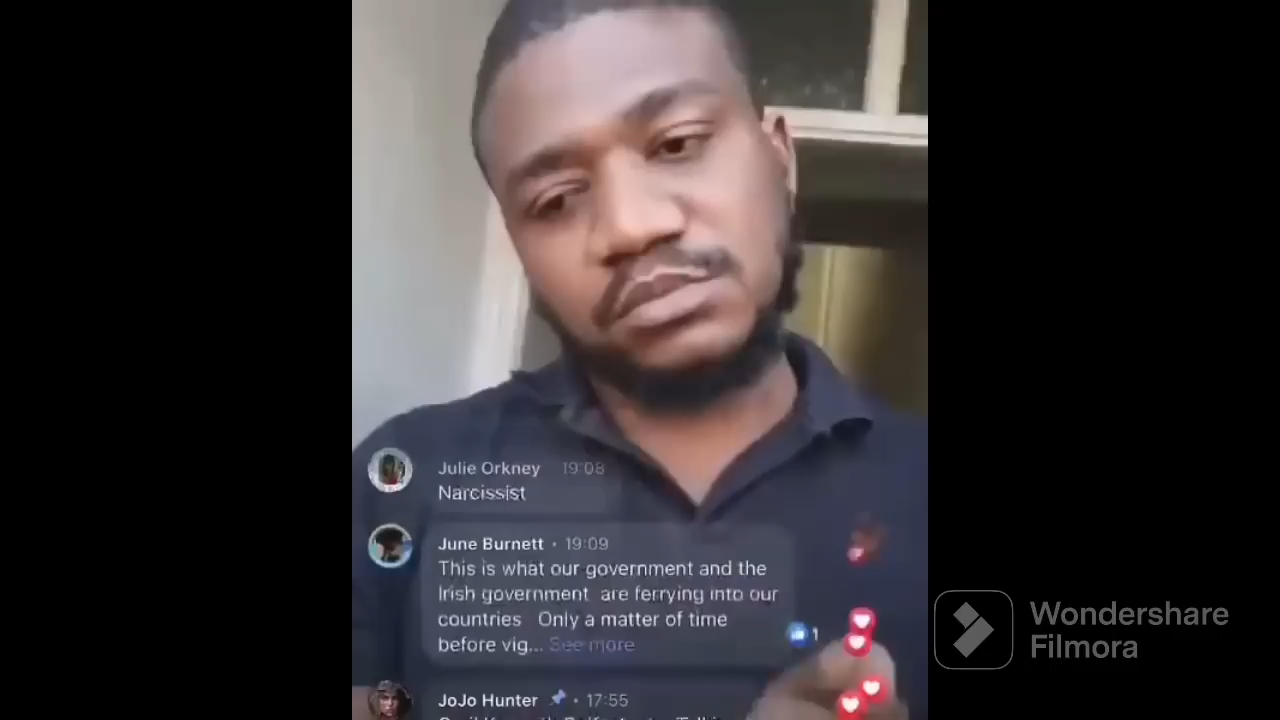 Julie Orkney 19:08
Narcissist
June Burnett • 19:09
This is what our government and the
Irish government are ferrying into our
countries Only a matter of time
before vig... See more
1
JoJo Hunter • 17:55
Wondershare
Filmora